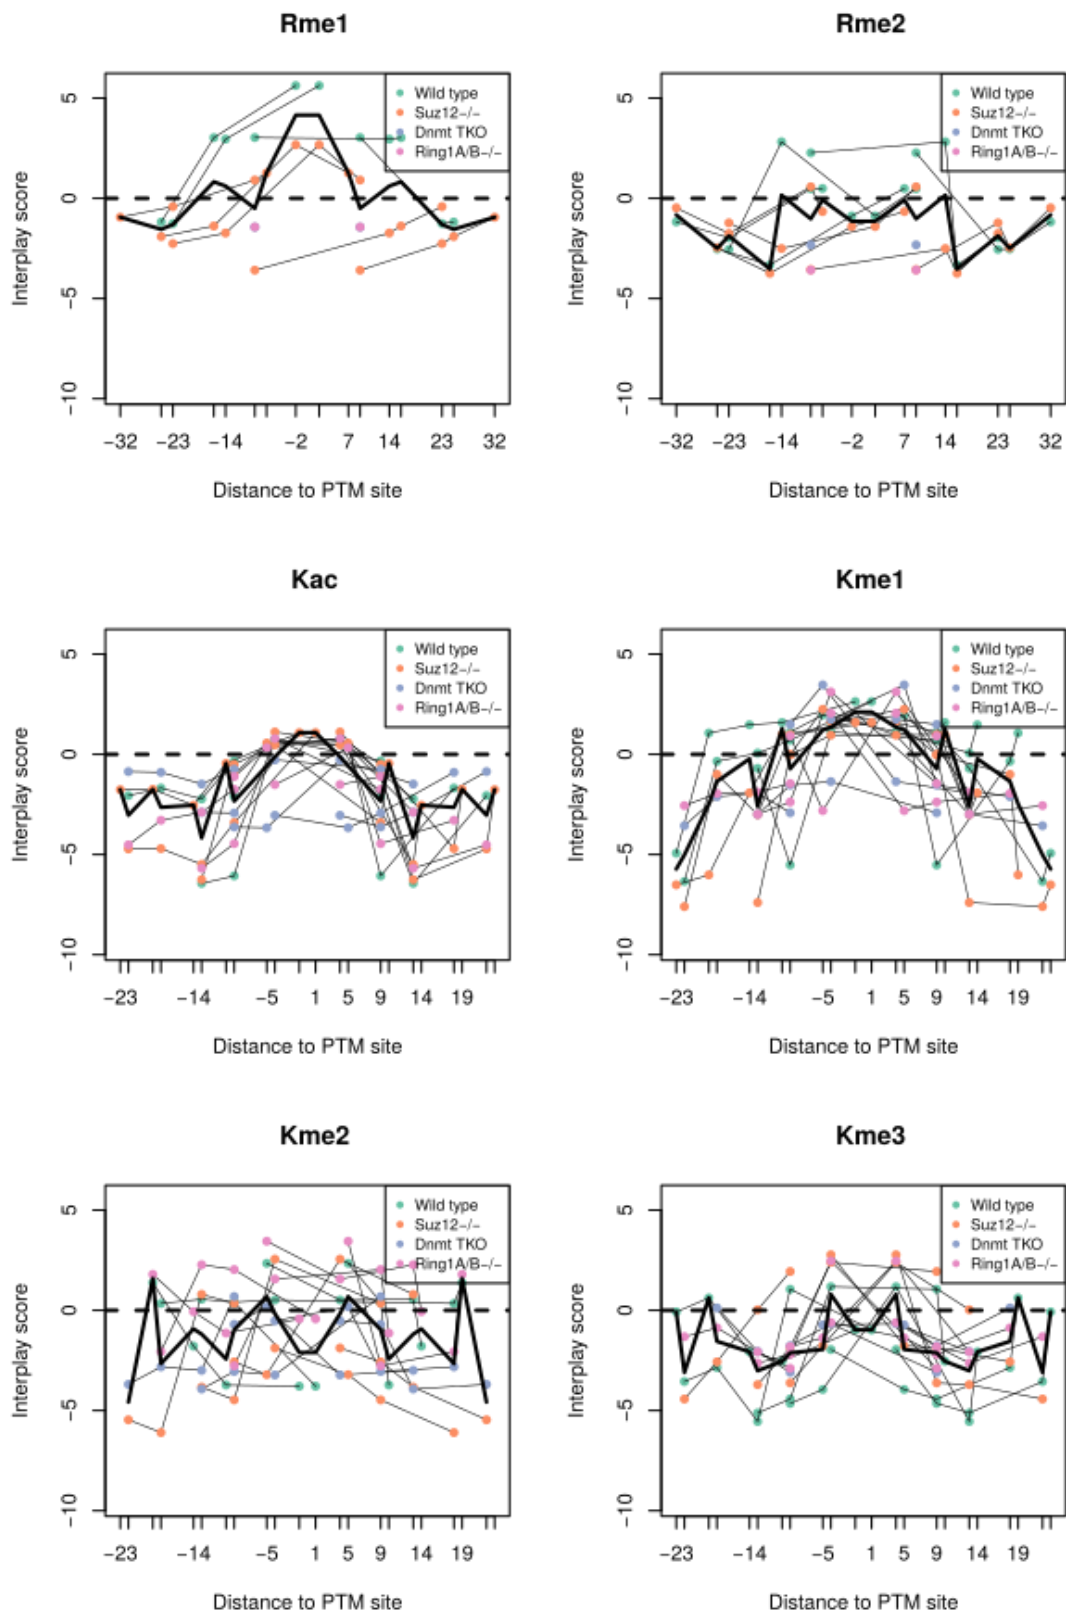 Rme1
Rme2
Interplay score
5
0
−5
−10
Wild type
Suz12−/−
Dnmt TKO
Ring1A/B−/−
−32 −23 −14 −2 7 14 23 32
Distance to PTM site
Interplay score
5
0
−5
−10
Wild type
Suz12−/−
Dnmt TKO
Ring1A/B−/−
−32 −23 −14 −2 7 14 23 32
Distance to PTM site
Kac
Kme1
Interplay score
5
0
−5
−10
Wild type
Suz12−/−
Dnmt TKO
Ring1A/B−/−
−23 −14 −5 1 5 9 14 19
Distance to PTM site
Interplay score
5
0
−5
−10
Wild type
Suz12−/−
Dnmt TKO
Ring1A/B−/−
−23 −14 −5 1 5 9 14 19
Distance to PTM site
Kme2
Kme3
Interplay score
5
0
−5
−10
Wild type
Suz12−/−
Dnmt TKO
Ring1A/B−/−
−23 −14 −5 1 5 9 14 19
Distance to PTM site
Interplay score
5
0
−5
−10
Wild type
Suz12−/−
Dnmt TKO
Ring1A/B−/−
−23 −14 −5 1 5 9 14 19
Distance to PTM site